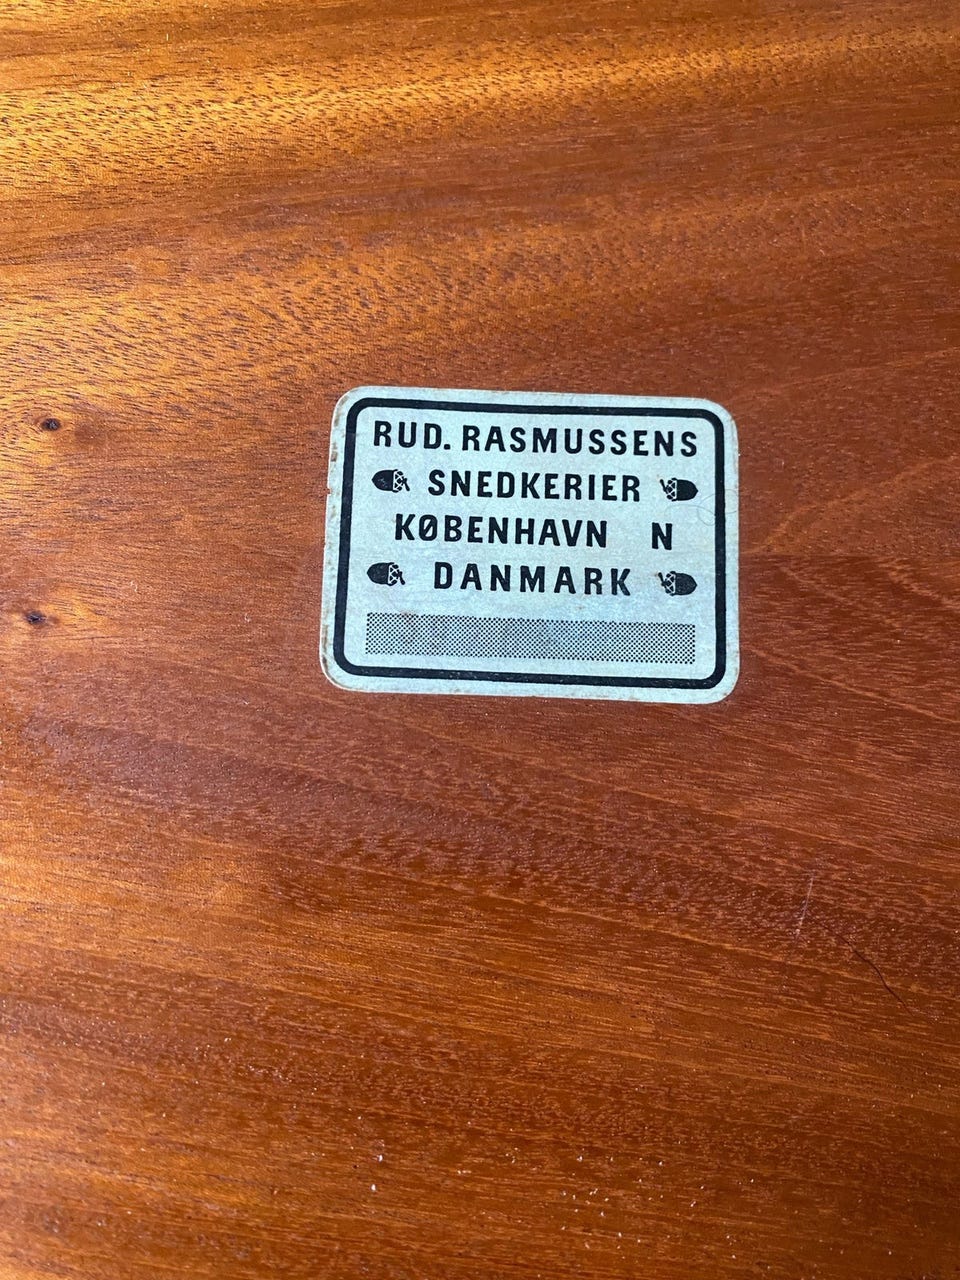 RUD. RASMUSSENS
SNEDKERIER
KØBENHAVN N
DANMARK